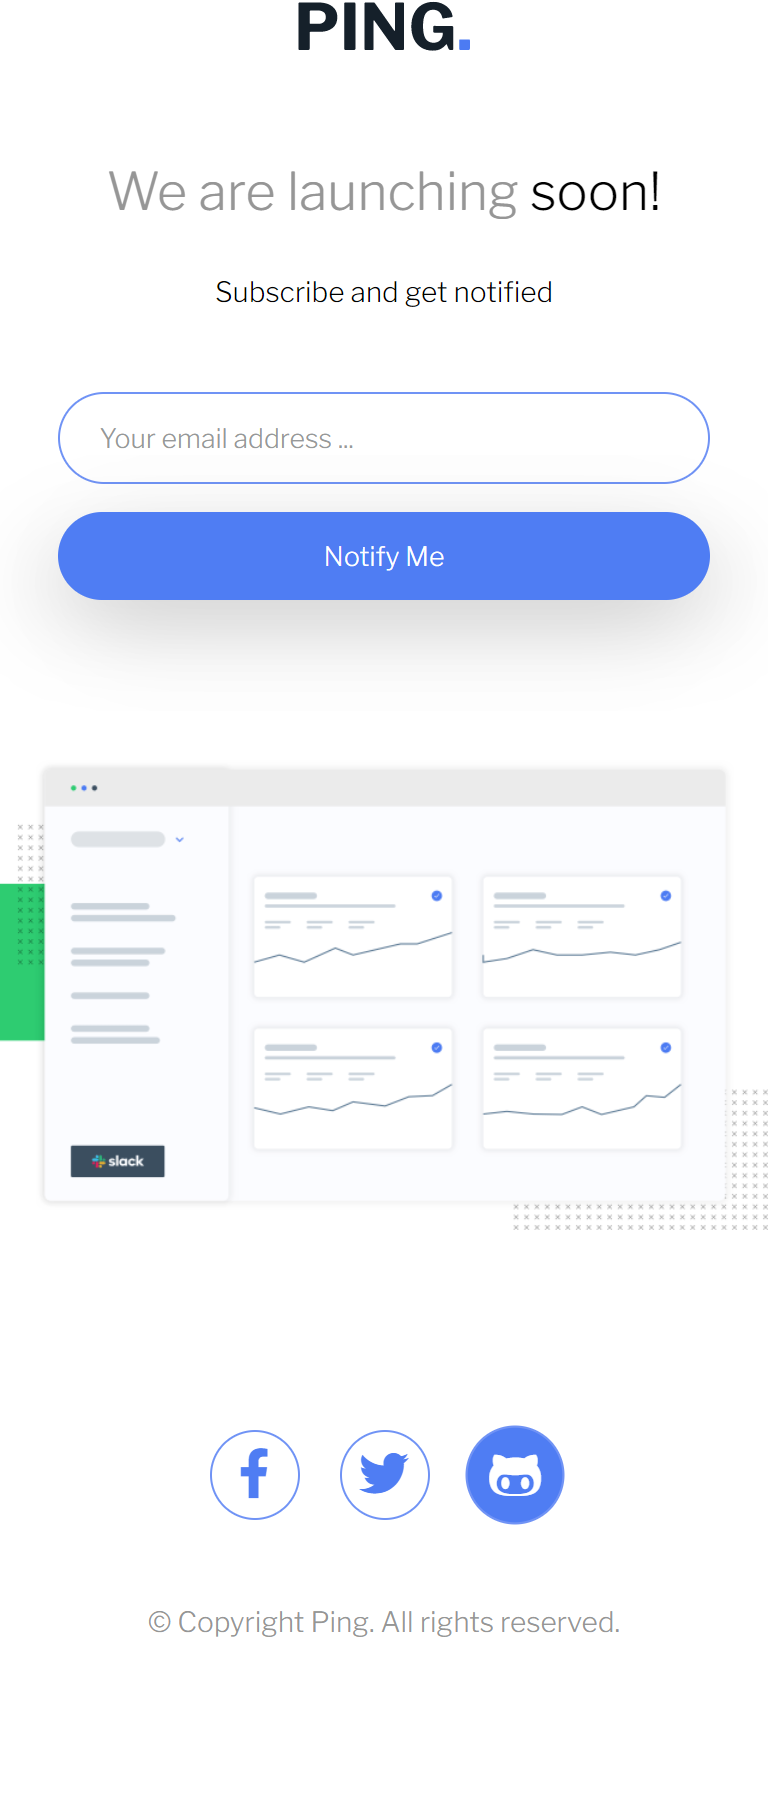 PING.
We are launching soon!
Subscribe and get notified
Your email address ...
Notify Me
slack
© Copyright Ping. All rights reserved.